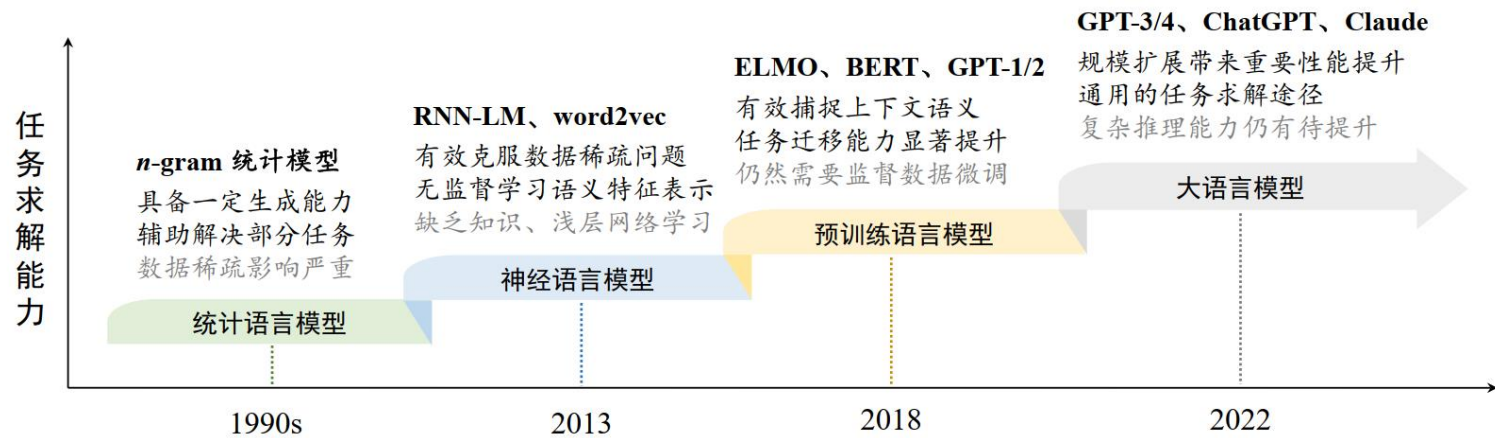 任务求解能力
n-gram 统计模型
具备一定生成能力
辅助解决部分任务
数据稀疏影响严重
统计语言模型
1990s
RNN-LM、word2vec
有效克服数据稀疏问题
无监督学习语义特征表示
缺乏知识、浅层网络学习
神经语言模型
2013
ELMO、BERT、GPT-1/2
有效捕捉上下文语义
任务迁移能力显著提升
仍然需要监督数据微调
预训练语言模型
2018
GPT-3/4、ChatGPT、Claude
规模扩展带来重要性能提升
通用的任务求解途径
复杂推理能力仍有待提升
大语言模型
2022